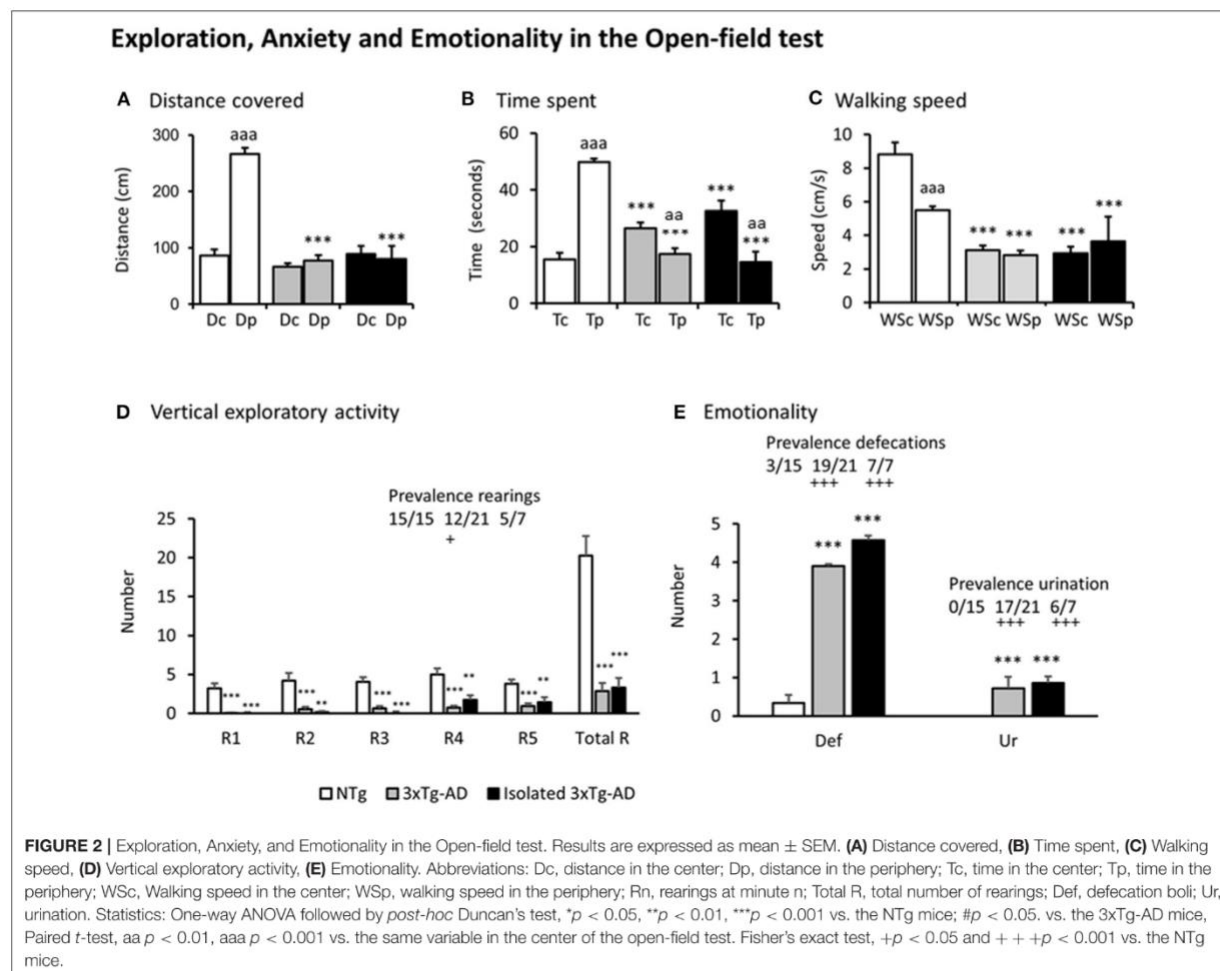 Exploration, Anxiety and Emotionality in the Open-field test
A Distance covered
300
200
100
0
Distance (cm)
aaa
***
***
Dc Dp Dc Dp Dc Dp
B Time spent
60
40
20
0
Time (seconds)
aaa
***
aa
***
***
aa
***
Tc Tp Tc Tp Tc Tp
C Walking speed
10
8
6
4
2
0
Speed (cm/s)
aaa
***
***
***
***
WSc WSp WSc WSp WSc WSp
D Vertical exploratory activity
Prevalence rearings
15/15 12/21 5/7
+
25
20
15
10
5
0
Number
*** ***
*** **
*** ***
*** **
*** **
*** ***
R1 R2 R3 R4 R5 Total R
E Emotionality
Prevalence defecations
3/15 19/21 7/7
+++ +++
5
4
3
2
1
0
Number
*** ***
Prevalence urination
0/15 17/21 6/7
+++ +++
*** ***
Def Ur
NTg 3xTg-AD Isolated 3xTg-AD
FIGURE 2 | Exploration, Anxiety, and Emotionality in the Open-field test. Results are expressed as mean ± SEM. (A) Distance covered, (B) Time spent, (C) Walking
speed, (D) Vertical exploratory activity, (E) Emotionality. Abbreviations: Dc, distance in the center; Dp, distance in the periphery; Tc, time in the center; Tp, time in the
periphery; WSc, Walking speed in the center; WSp, walking speed in the periphery; Rn, rearings at minute n; Total R, total number of rearings; Def, defecation boli; Ur,
urination. Statistics: One-way ANOVA followed by post-hoc Duncan's test, *p < 0.05, **p < 0.01, ***p < 0.001 vs. the NTg mice; #p < 0.05. vs. the 3xTg-AD mice,
Paired t-test, aa p < 0.01, aaa p < 0.001 vs. the same variable in the center of the open-field test. Fisher's exact test, +p < 0.05 and + + +p < 0.001 vs. the NTg
mice.